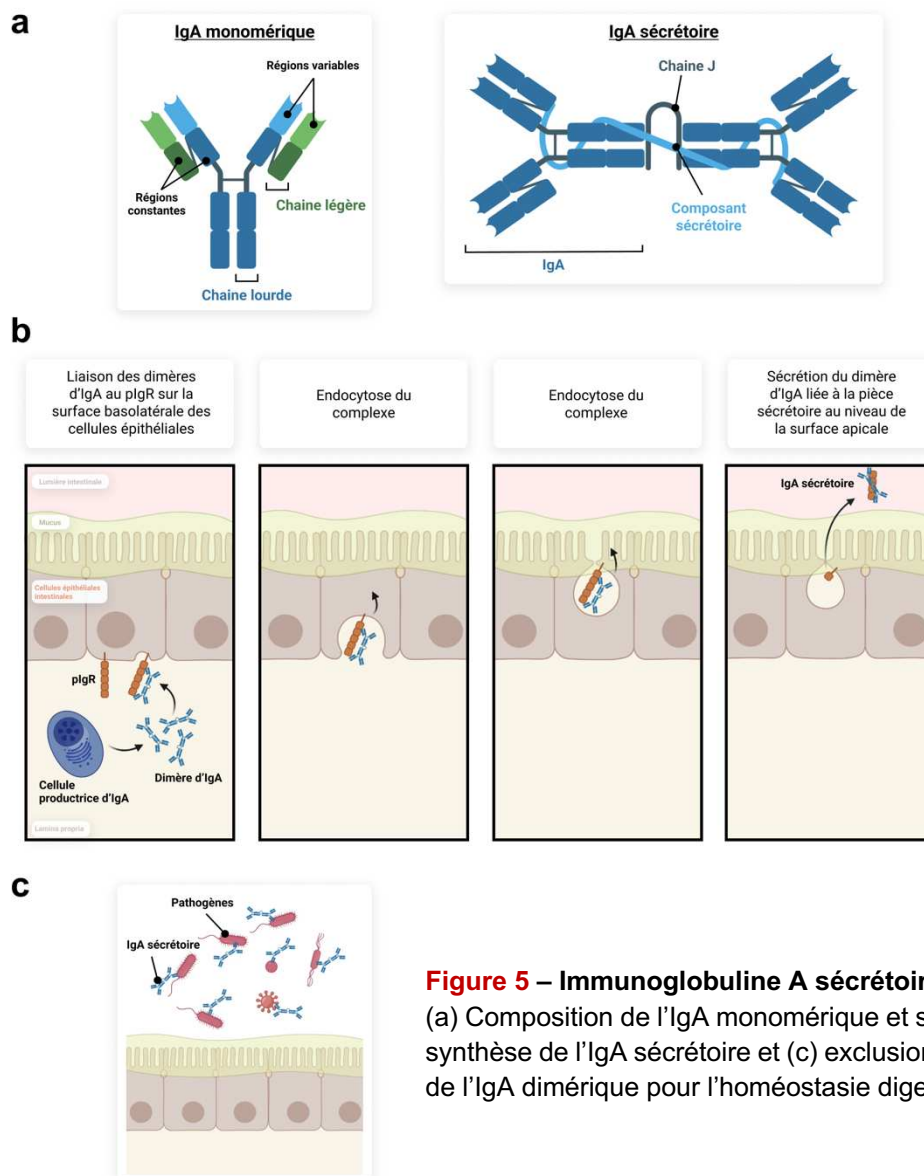 a
IgA monomérique
Régions variables
Régions
constantes
Chaine légère
Chaine lourde
IgA sécrétoire
Chaine J
Composant
sécrétoire
IgA
b
Liaison des dimères
d'IgA au pIgR sur la
surface basolatérale des
cellules épithéliales
Endocytose du
complexe
Endocytose du
complexe
Sécrétion du dimère
d'IgA liée à la pièce
sécrétoire au niveau de
la surface apicale
Lumière intestinale
Mucus
Cellules épithéliales
intestinales
pIgR
Cellule
productrice d'IgA
Dimère d'IgA
Lamina propria
IgA sécrétoire
c
Pathogènes
IgA sécrétoire
Figure 5 – Immunoglobuline A sécrétoir
(a) Composition de l'IgA monomérique et s
synthèse de l'IgA sécrétoire et (c) exclusion
de l'IgA dimérique pour l'homéostasie dige